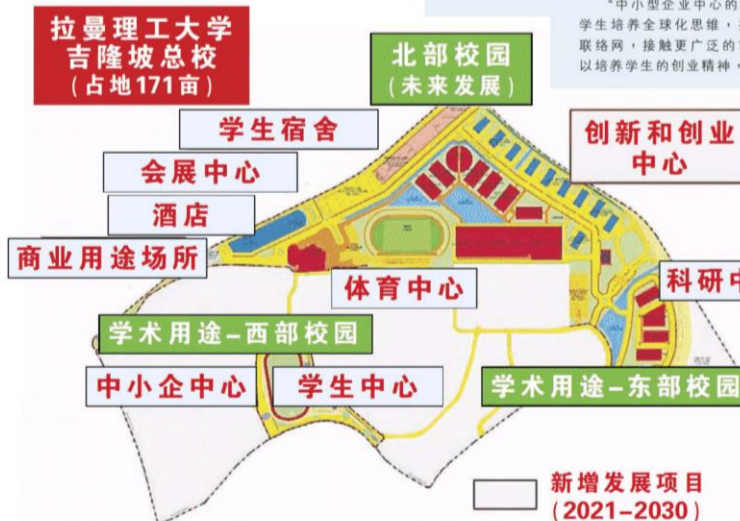 "中小型企业中心的
学生培养全球化思维，
联络网，接触更广泛的
以培养学生的创业精神，
拉曼理工大学
吉隆坡总校
(占地171亩)
北部校园
(未来发展)
学生宿舍
创新和创业
中心
会展中心
酒店
商业用途场所
体育中心
科研中
学术用途–西部校园
中小企中心
学生中心
学术用途–东部校园
新增发展项目
(2021–2030)